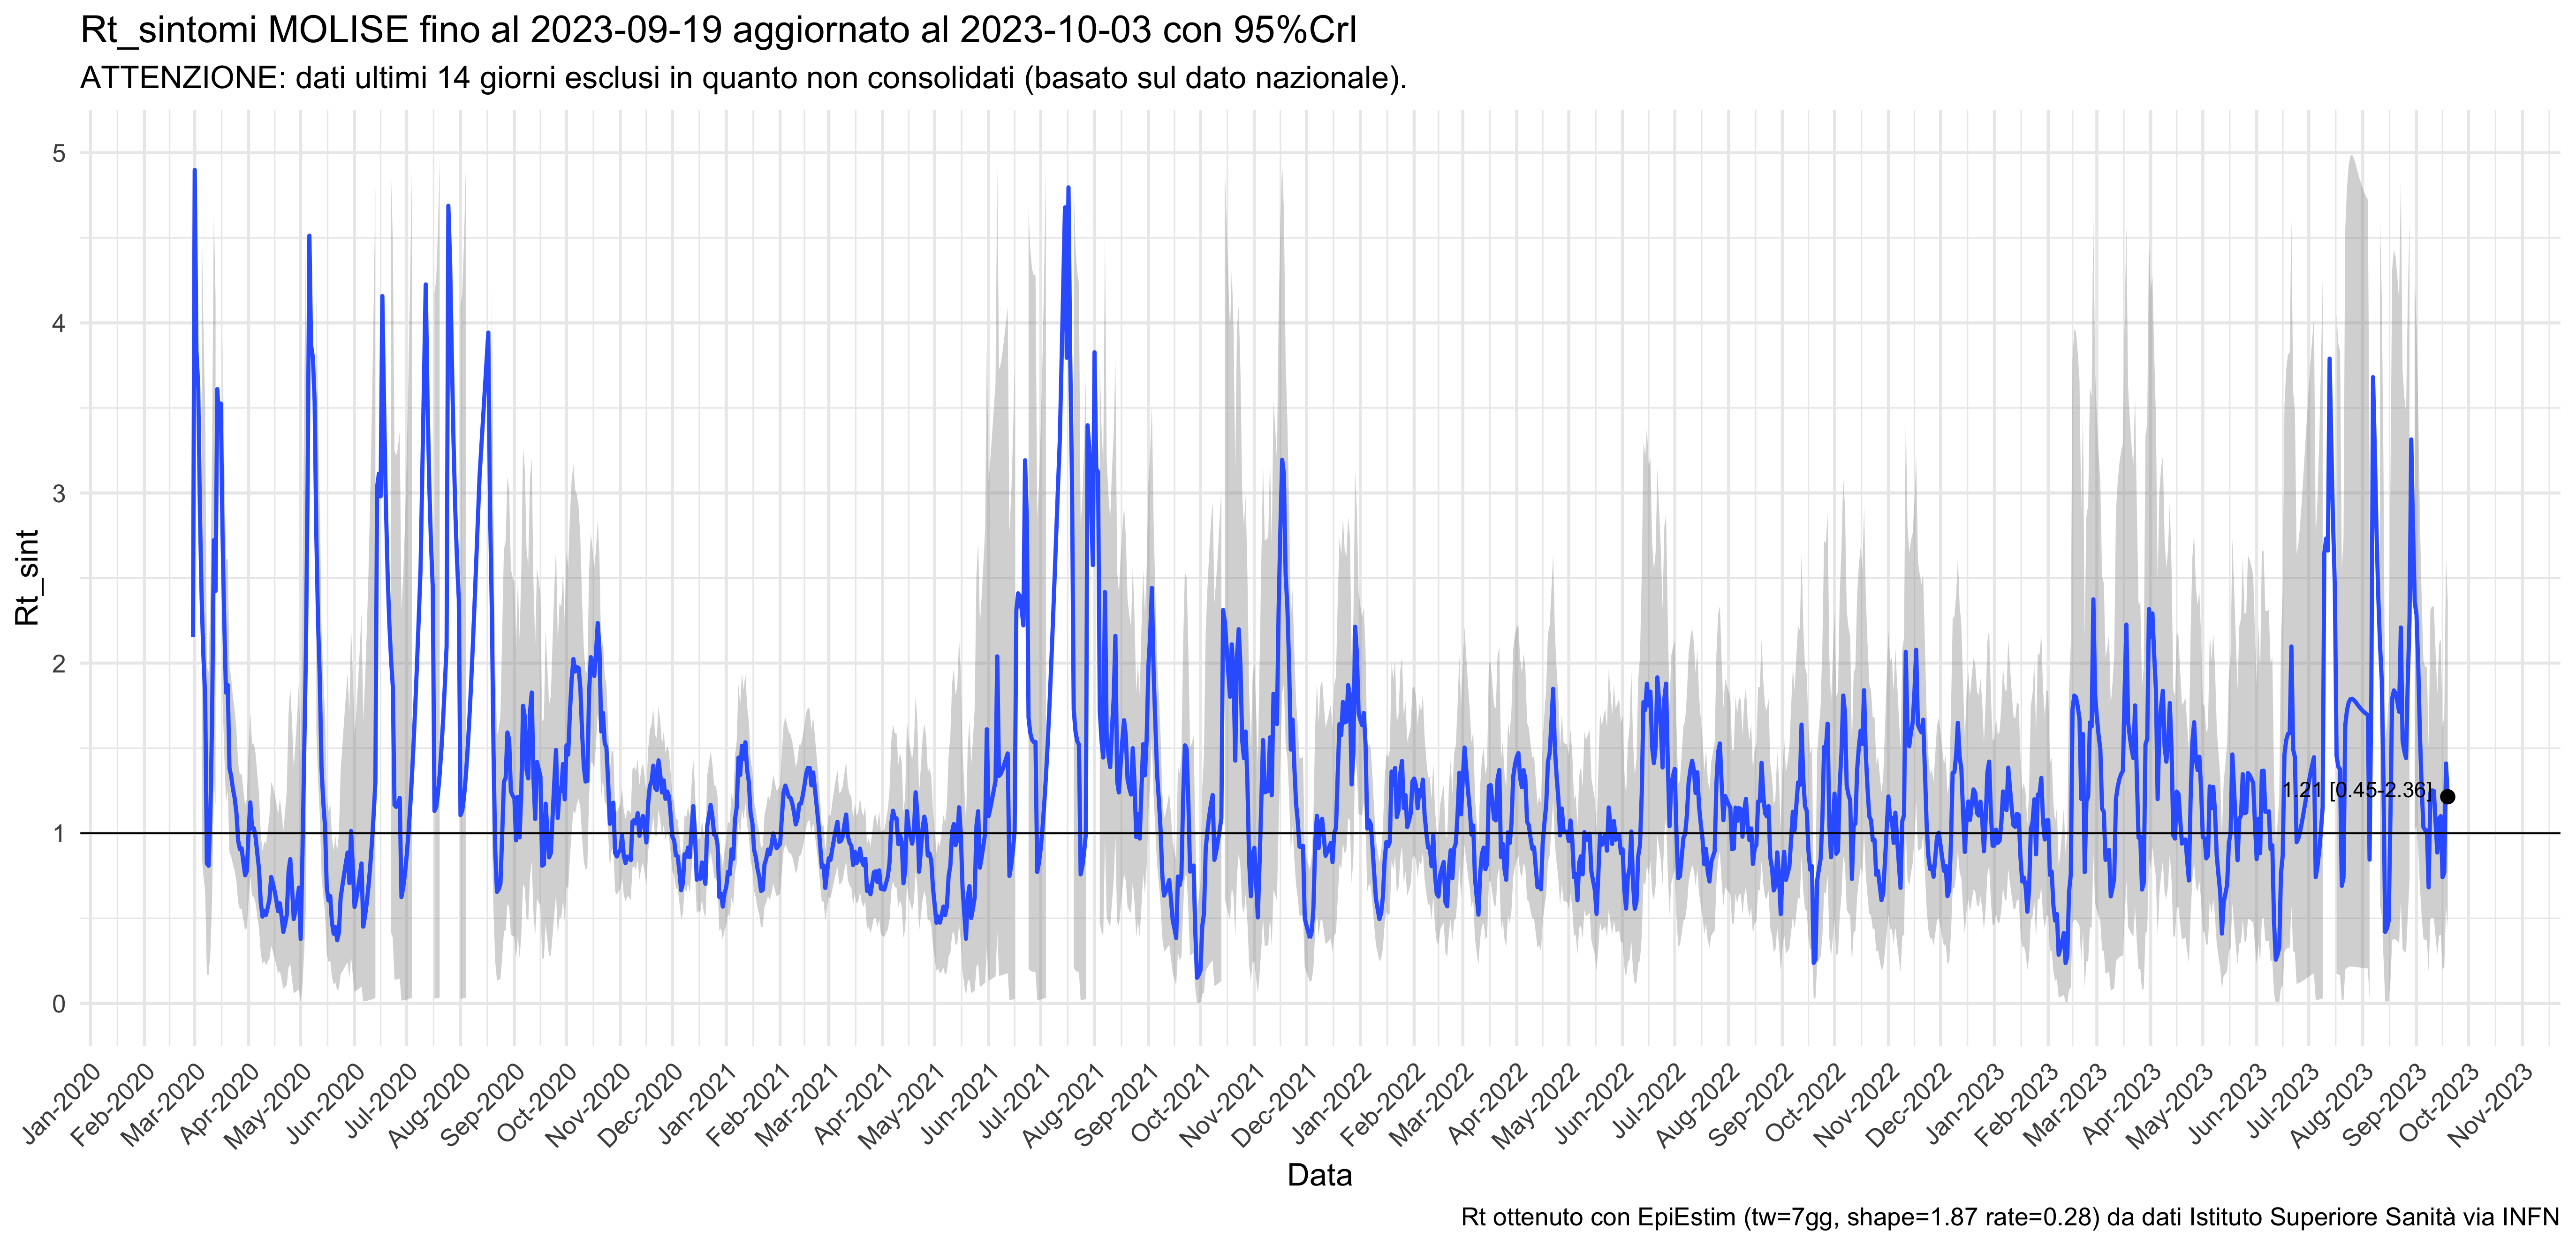 Rt_sintomi MOLISE fino al 2023-09-19 aggiornato al 2023-10-03 con 95%CrI
ATTENZIONE: dati ultimi 14 giorni esclusi in quanto non consolidati (basato sul dato nazionale).
5
4
3
2
1
0
Rt_sint
1.21 [0.45-2.36]
Jan-2020
Feb-2020
Mar-2020
Apr-2020
May-2020
Jun-2020
Jul-2020
Aug-2020
Sep-2020
Oct-2020
Nov-2020
Dec-2020
Jan-2021
Feb-2021
Mar-2021
Apr-2021
May-2021
Jun-2021
Jul-2021
Aug-2021
Sep-2021
Oct-2021
Nov-2021
Dec-2021
Jan-2022
Feb-2022
Mar-2022
Apr-2022
May-2022
Jun-2022
Jul-2022
Aug-2022
Sep-2022
Oct-2022
Nov-2022
Dec-2022
Jan-2023
Feb-2023
Mar-2023
Apr-2023
May-2023
Jun-2023
Jul-2023
Aug-2023
Sep-2023
Oct-2023
Nov-2023
Data
Rt ottenuto con EpiEstim (tw=7gg, shape=1.87 rate=0.28) da dati Istituto Superiore Sanità via INFN